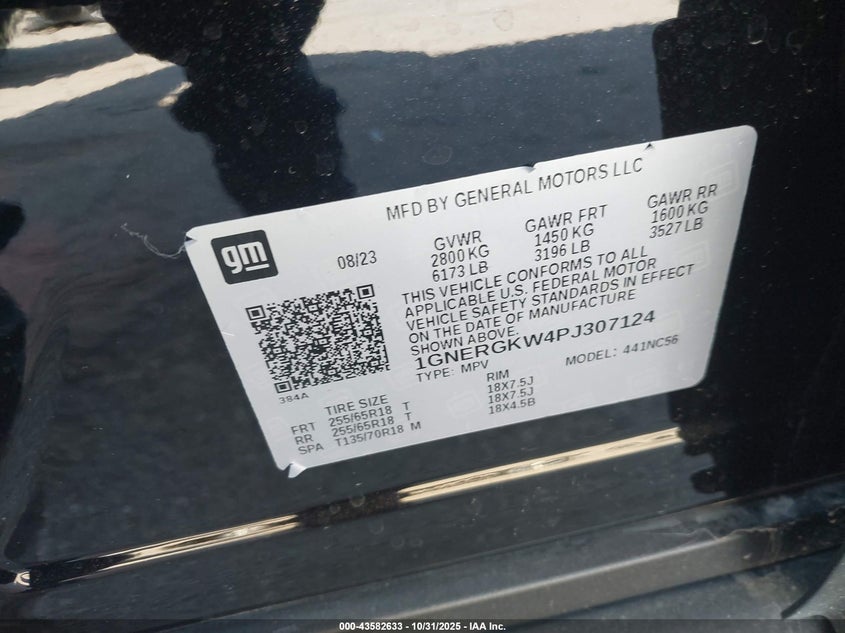 MFD BY GENERAL MOTORS LLC
gm
08/23
GVWR
2800 KG
6173 LB
GAWR FRT
1450 KG
3196 LB
GAWR RR
1600 KG
3527 LB
THIS VEHICLE CONFORMS TO ALL
APPLICABLE U.S. FEDERAL MOTOR
VEHICLE SAFETY STANDARDS IN EFFECT
ON THE DATE OF MANUFACTURE
SHOWN ABOVE.
1GNERGKW4PJ307124
TYPE: MPV
MODEL: 441NC56
384A
TIRE SIZE
RIM
FRT 255/65R18 T 18X7.5J
RR 255/65R18 T 18X7.5J
SPA T135/70R18 M 18X4.5B
000-43582633 - 10/31/2025 - IAA Inc.